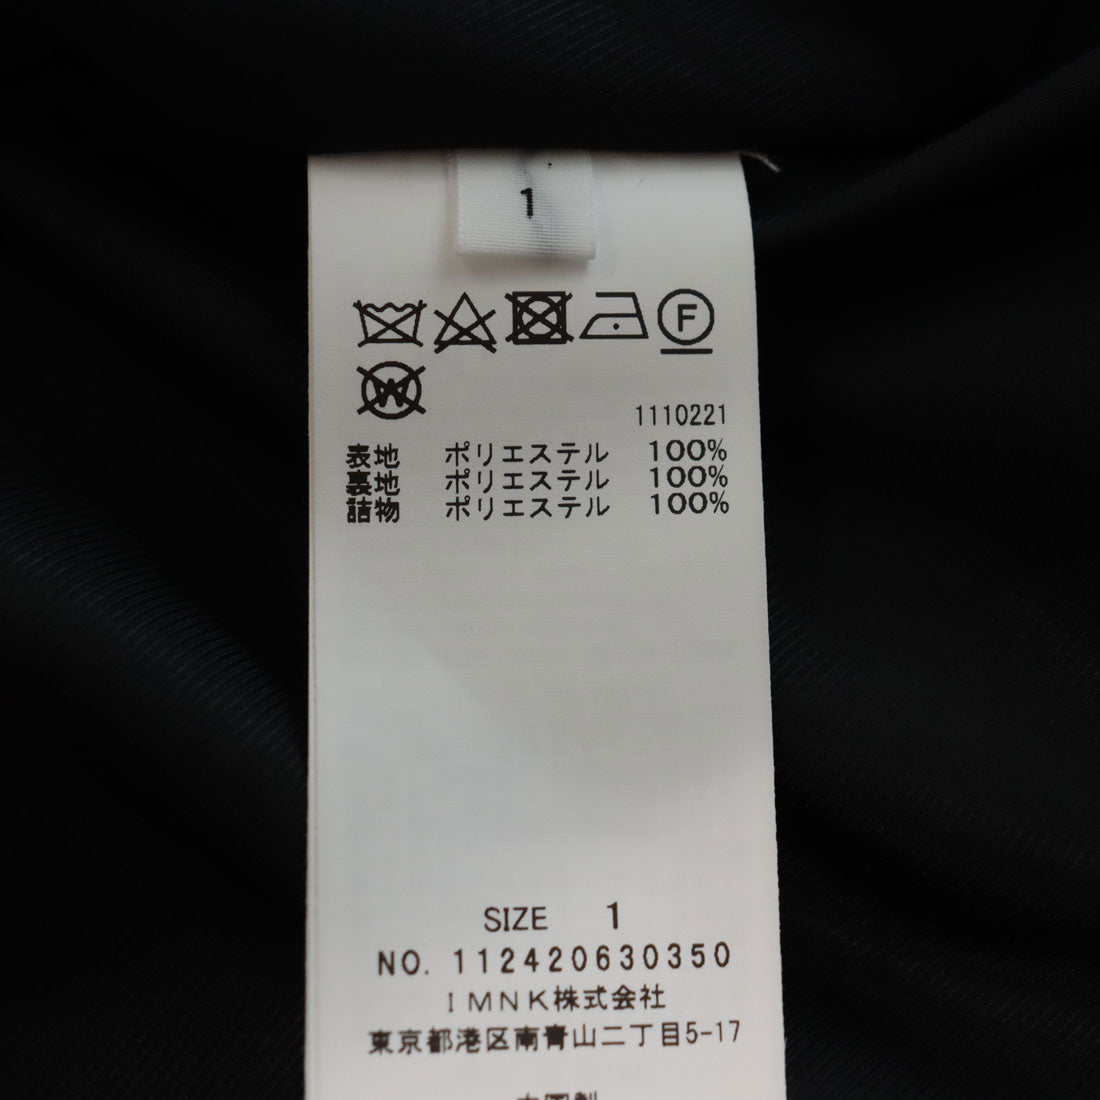 1
F
W
1110221
表地 ポリエステル 100%
裏地 ポリエステル 100%
詰物 ポリエステル 100%
SIZE 1
NO. 112420630350
IMNK株式会社
東京都港区南青山二丁目5-17